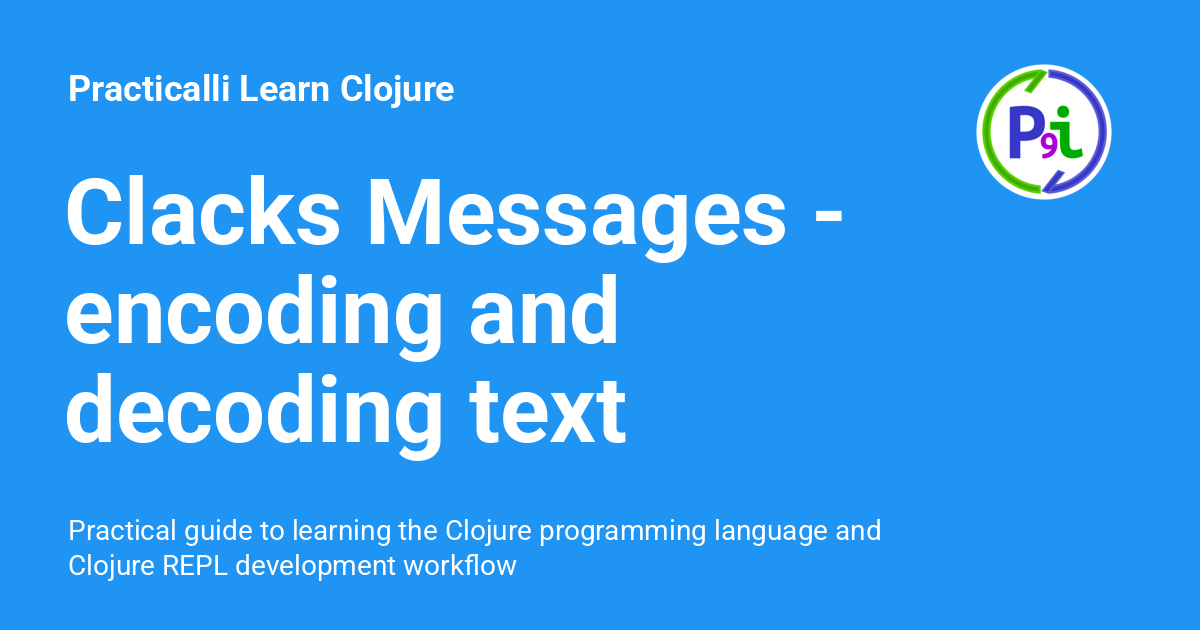 Practicalli Learn Clojure
P9i
Clacks Messages -
encoding and
decoding text
Practical guide to learning the Clojure programming language and
Clojure REPL development workflow